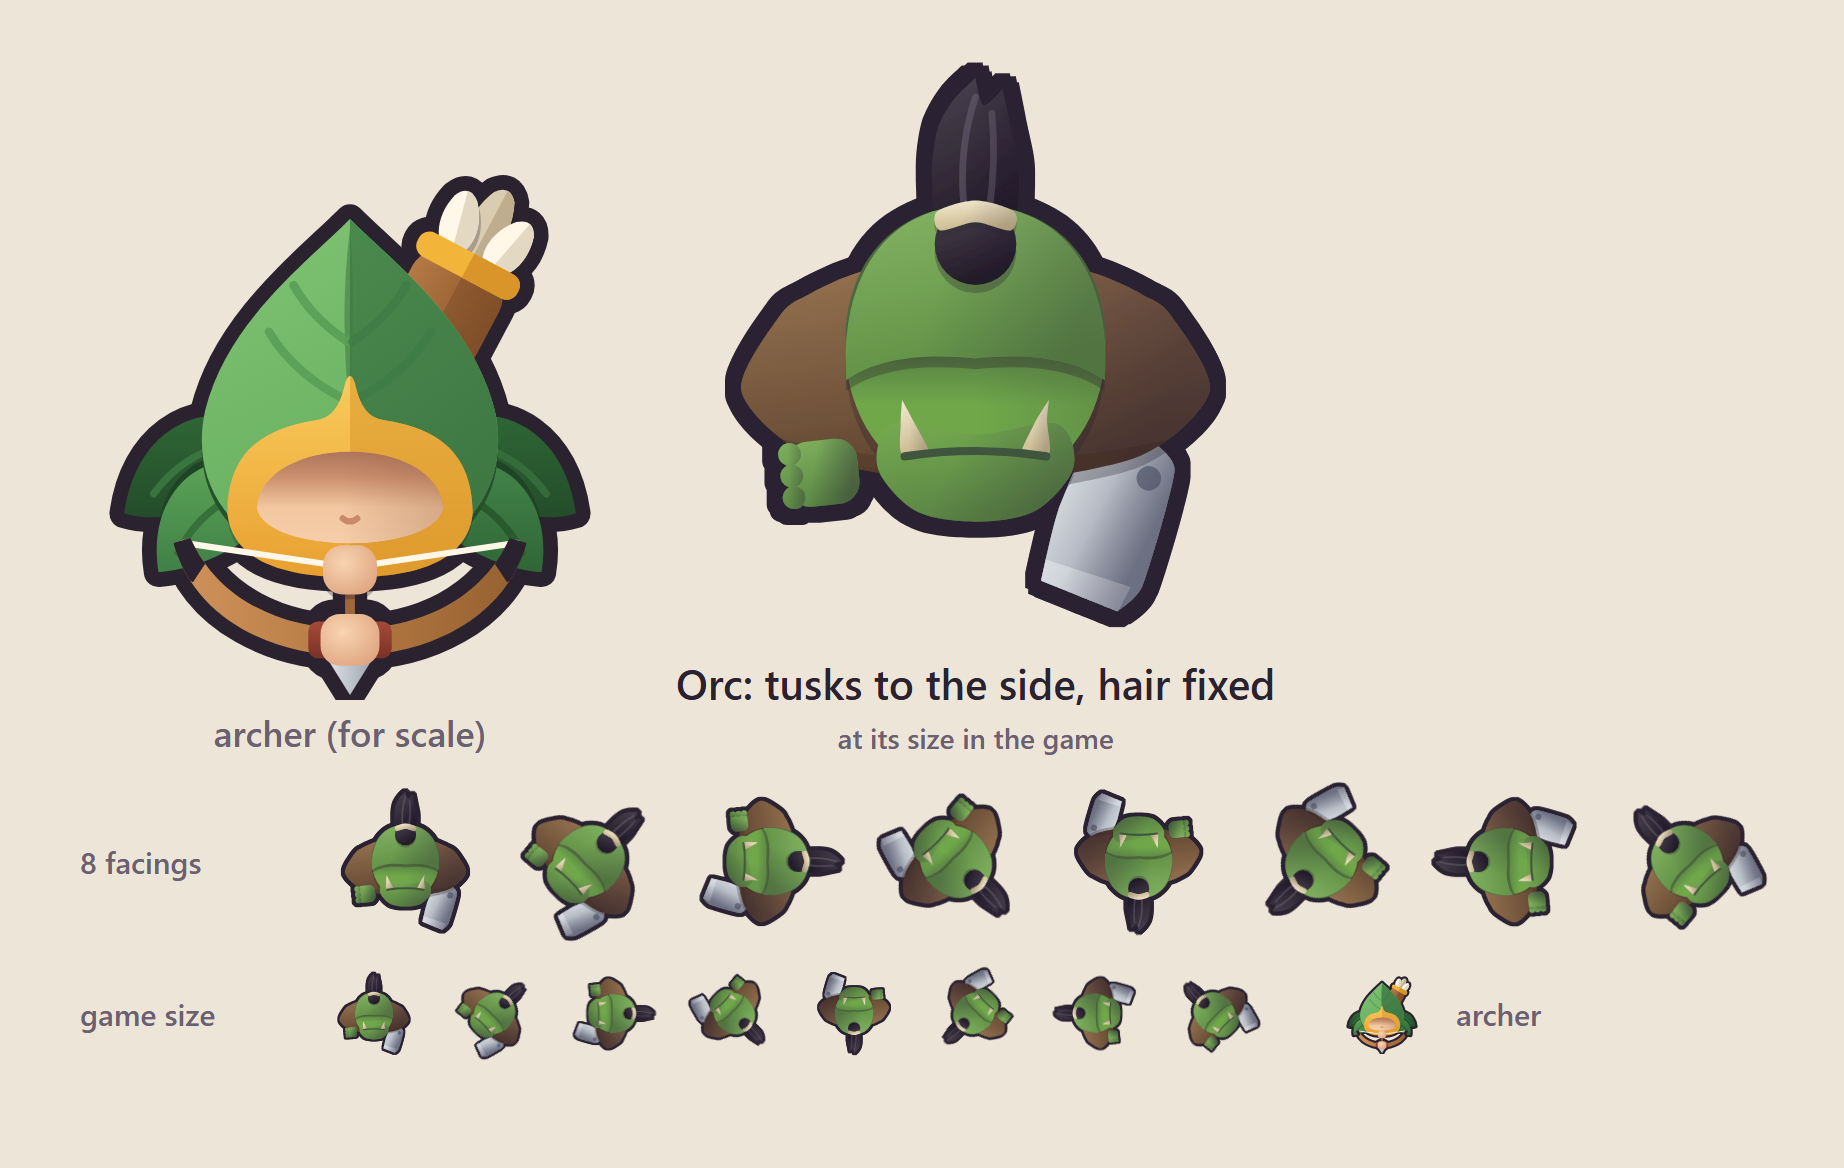 Orc: tusks to the side, hair fixed
archer (for scale)
at its size in the game
8 facings
game size
archer